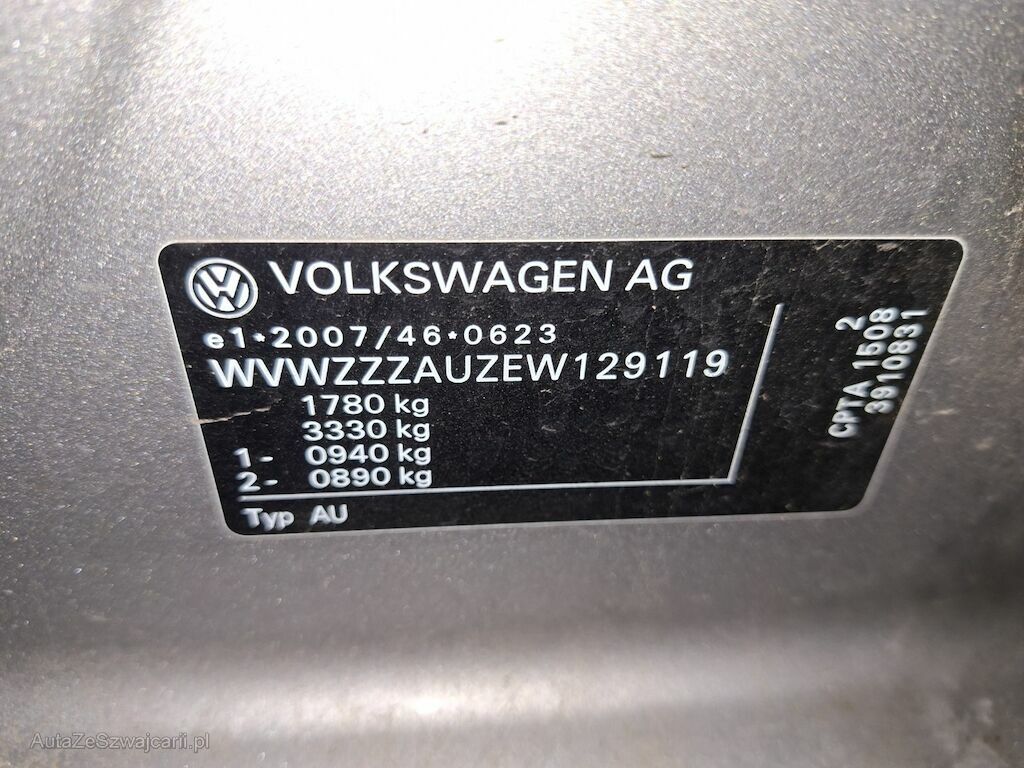 VOLKSWAGEN AG
e1*2007/46*0623
WVWZZZAUZEW129119
1780 kg
3330 kg
1- 0940 kg
2- 0890 kg
Typ AU
2
CPTA 1508
3910831
AutaZeSzwajcarii.pl